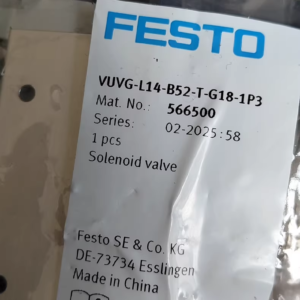 FESTO
VUVG-L14-B52-T-G18-1P3
Mat. No.: 566500
Series: 02-2025:58
1 pcs
Solenoid valve
Festo SE & Co. KG
DE-73734 Esslingen
Made in China